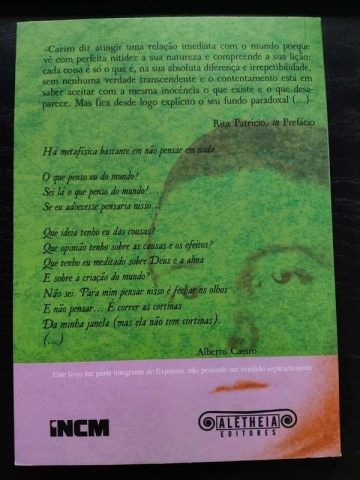 «Caeiro diz atingir uma relação imediata com o mundo porque
vê com perfeita nitidez a sua natureza e compreende a sua lição:
cada coisa é só o que é, na sua absoluta diferença e irrepetibilidade,
sem nenhuma verdade transcendente e o contentamento está em
saber aceitar com a mesma inocência o que existe e o que desa-
parece. Mas fica desde logo explícito o seu fundo paradoxal (...).
Rita Patrício, in Prefácio
Há metafísica bastante em não pensar em nada.
O que penso eu do mundo?
Sei lá o que penso do mundo!...
Se eu adoecesse pensaria nisso...
Que ideia tenho eu das cousas?
Que opinião tenho sobre as causas e os efeitos?
Que tenho eu meditado sobre Deus e a alma
E sobre a criação do mundo?
Não sei. Para mim pensar nisso é fechar os olhos
E não pensar... E correr as cortinas
Da minha janela (mas ela não tem cortinas).
(...)
Alberto Caeiro
Este livro faz parte integrante do Expresso, não podendo ser vendido separadamente
INCM
ALÊTHEIA
EDITORES